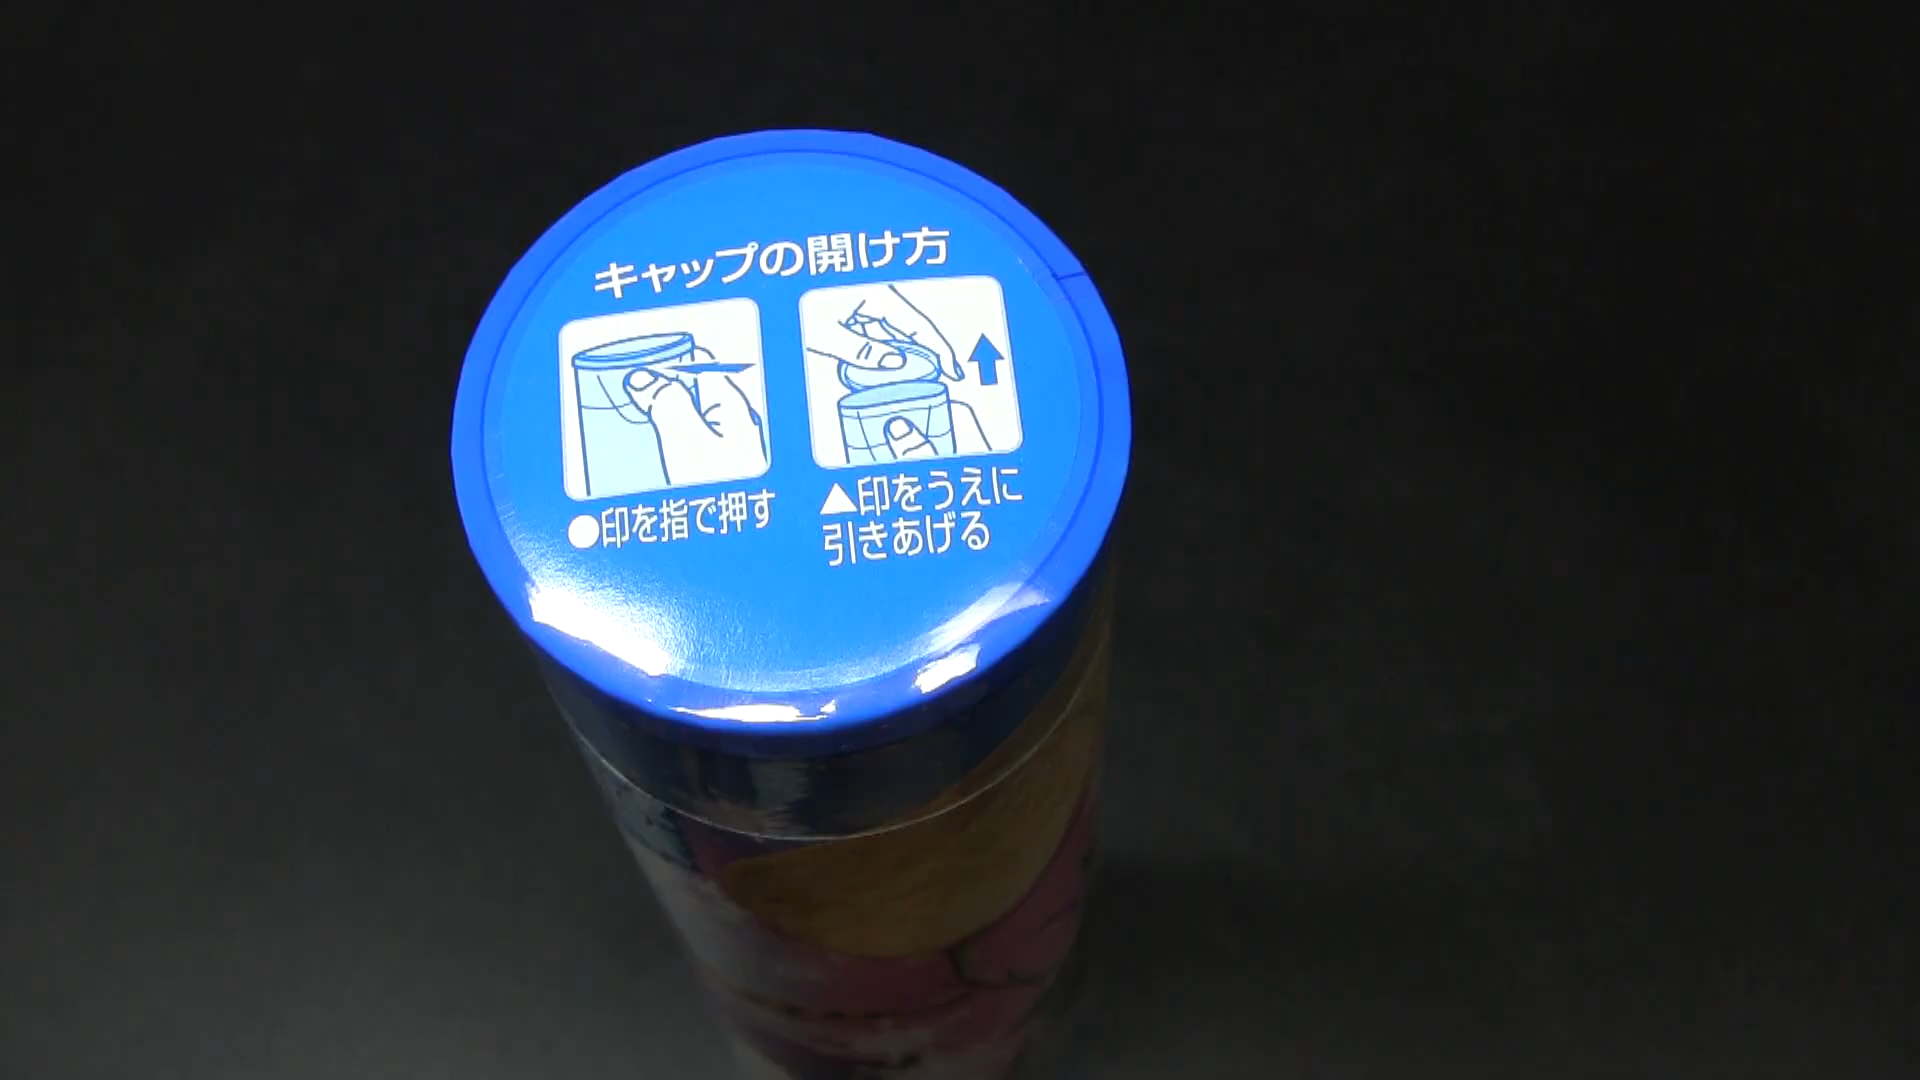 キャップの開け方
●印を指で押す
▲印をうえに
引きあげる